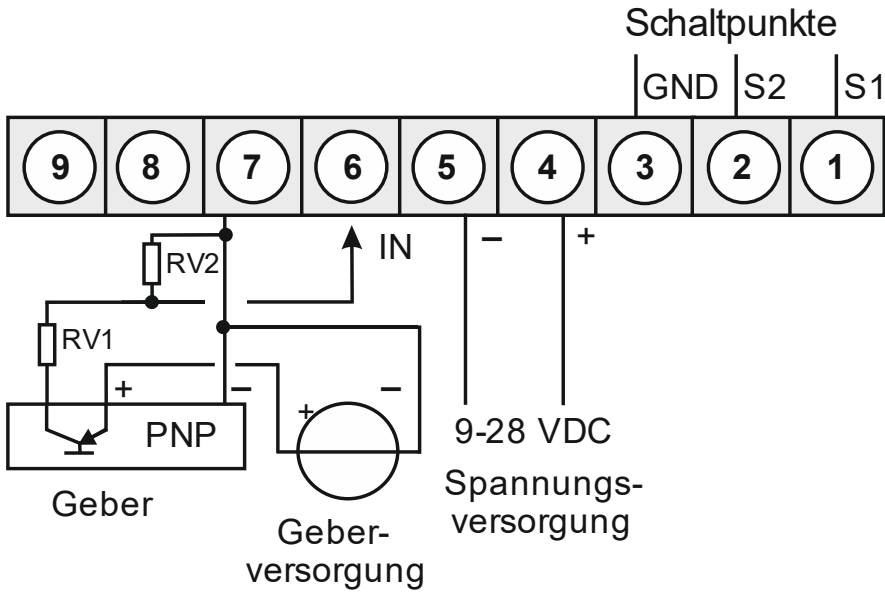 Schaltpunkte
GND S2 S1
9 8 7 6 5 4 3 2 1
RV2 IN – +
RV1
+ – + –
PNP 9-28 VDC
Geber Spannungs-
versorgung
Geber-
versorgung